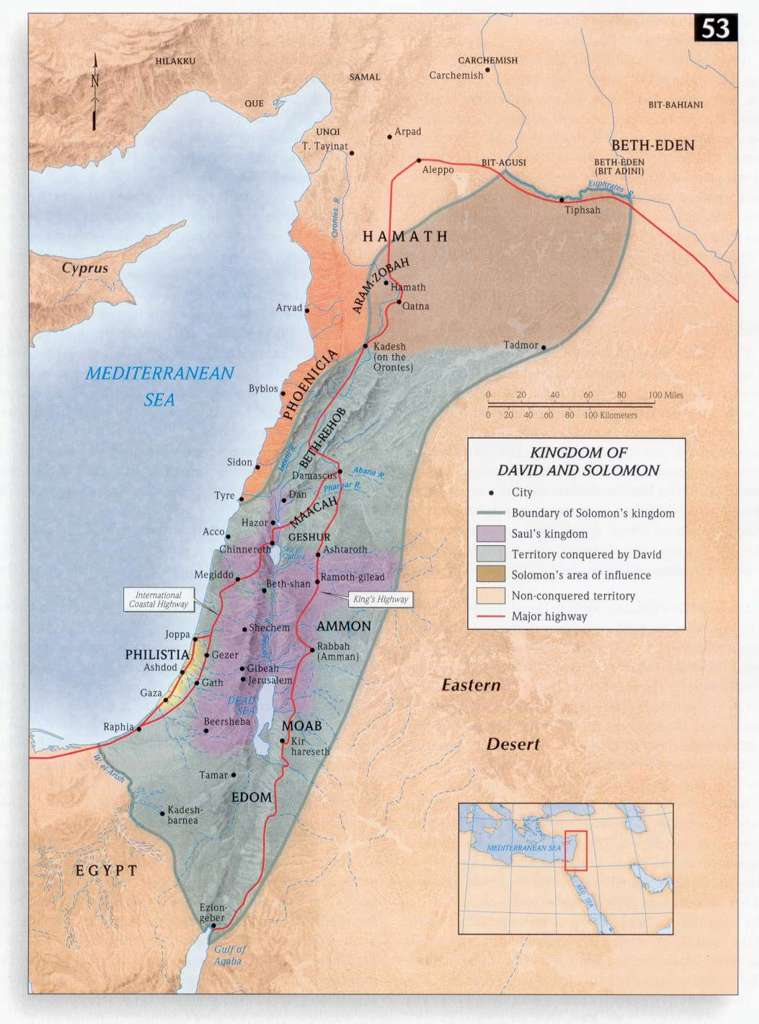 53
HILAKKU
QUE
SAMAL
CARCHEMISH
Carchemish
BIT-BAHIANI
N
UNQI
T. Tayinat
Arpad
Aleppo
BIT-AGUSI
BETH-EDEN
BETH-EDEN
(BIT ADINI)
Euphrates R.
Tiphsah
Orontes R.
HAMATH
Cyprus
ARAM-ZOBAH
Hamath
Qatna
Arvad
Kadesh
(on the
Orontes)
Tadmor
MEDITERRANEAN
SEA
PHOENICIA
Byblos
BETH-REHOB
0 20 40 60 80 100 Miles
0 20 40 60 80 100 Kilometers
Sidon
Damascus
Abana R.
Pharpar R.
Tyre
Dan
MAACAH
Hazor
Acco
Chinnereth
GESHUR
Ashtaroth
Megiddo
Beth-shan
Ramoth-gilead
International
Coastal Highway
King's Highway
Shechem
AMMON
Joppa
PHILISTIA
Gezer
Rabbah
(Amman)
Ashdod
Gibeah
Jerusalem
Gath
Gaza
DEAD
SEA
Raphia
Beersheba
MOAB
Kir
hareseth
W. el-Arish
Tamar
EDOM
Kadesh-
barnea
EGYPT
Ezion-
geber
Gulf of
Aqaba
Eastern
Desert
KINGDOM OF
DAVID AND SOLOMON
City
Boundary of Solomon's kingdom
Saul's kingdom
Territory conquered by David
Solomon's area of influence
Non-conquered territory
Major highway
MEDITERRANEAN SEA
RED SEA